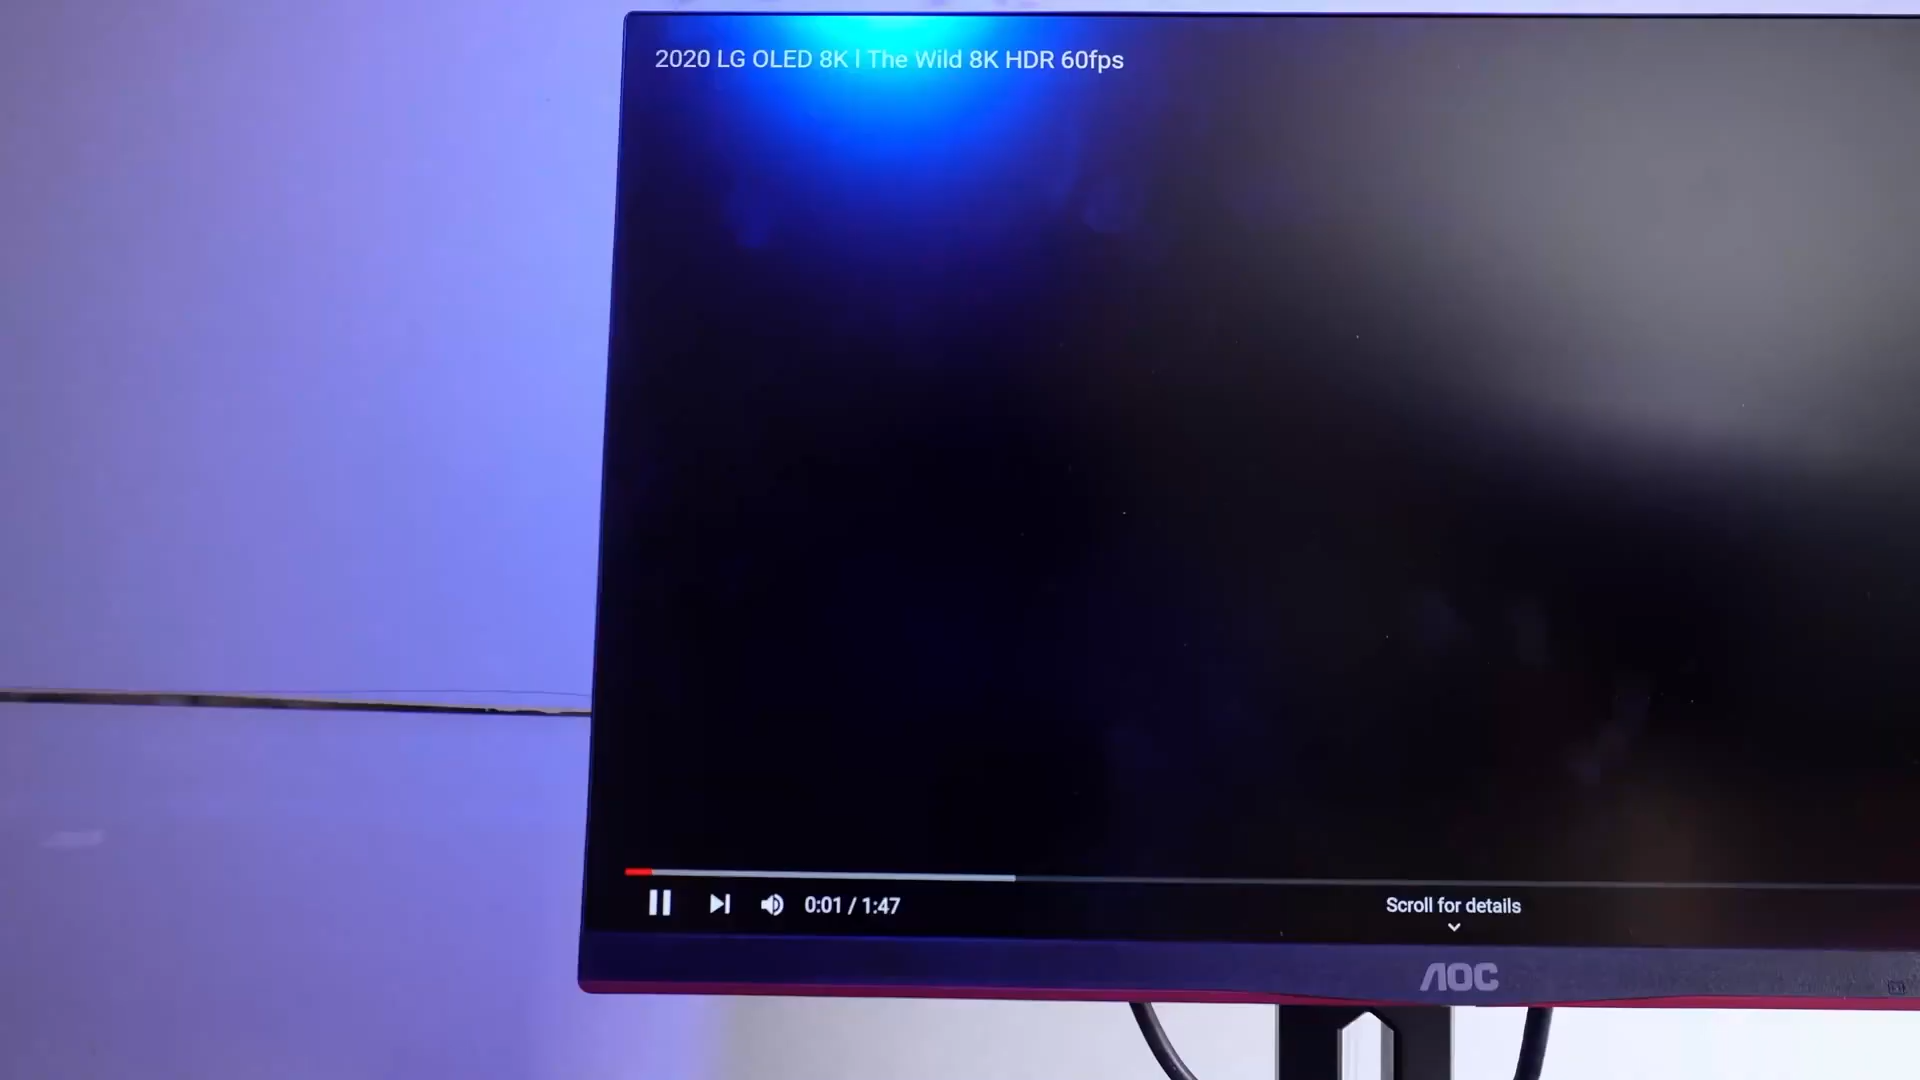 2020 LG OLED 8K l The Wild 8K HDR 60fps
0:01 / 1:47
Scroll for details
AOC